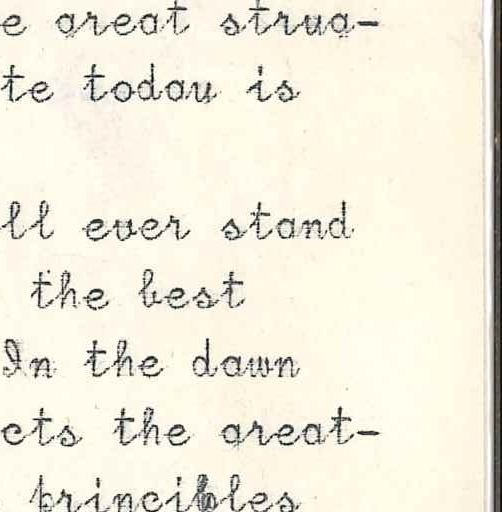 e great strug-
te today is
ll ever stand
the best
In the dawn
cts the great-
principles